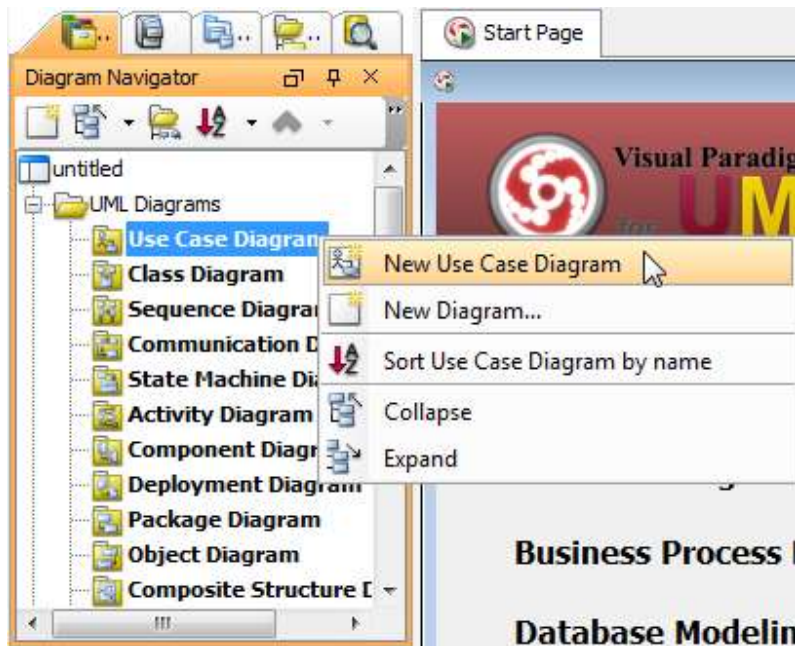 Start Page
Diagram Navigator
untitled
UML Diagrams
Use Case Diagram
Class Diagram
Sequence Diagra
Communication D
State Machine Di
Activity Diagram
Component Diagr
Deployment Diagram
Package Diagram
Object Diagram
Composite Structure D
New Use Case Diagram
New Diagram...
Sort Use Case Diagram by name
Collapse
Expand
Visual Paradig
for UM
Business Process
Database Modelin